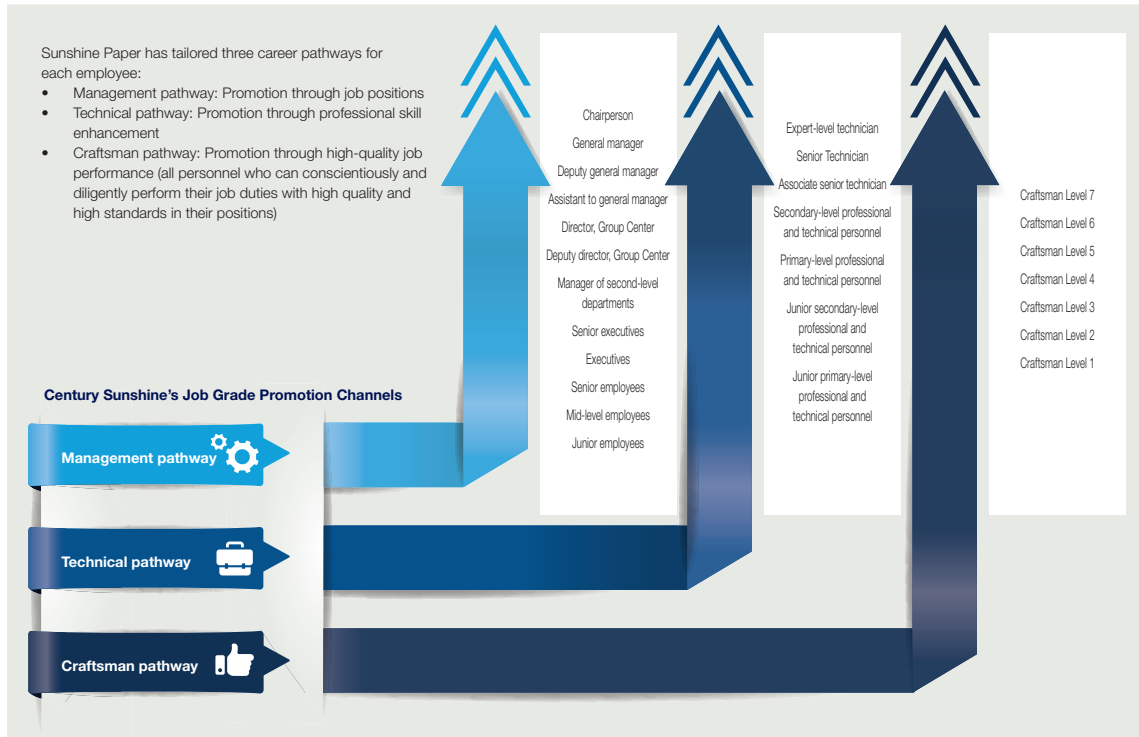 Sunshine Paper has tailored three career pathways for
each employee:
• Management pathway: Promotion through job positions
• Technical pathway: Promotion through professional skill
enhancement
• Craftsman pathway: Promotion through high-quality job
performance (all personnel who can conscientiously and
diligently perform their job duties with high quality and
high standards in their positions)
Century Sunshine's Job Grade Promotion Channels
Management pathway
Technical pathway
Craftsman pathway
Chairperson
General manager
Deputy general manager
Assistant to general manager
Director, Group Center
Deputy director, Group Center
Manager of second-level
departments
Senior executives
Executives
Senior employees
Mid-level employees
Junior employees
Expert-level technician
Senior Technician
Associate senior technician
Secondary-level professional
and technical personnel
Primary-level professional
and technical personnel
Junior secondary-level
professional and
technical personnel
Junior primary-level
professional and
technical personnel
Craftsman Level 7
Craftsman Level 6
Craftsman Level 5
Craftsman Level 4
Craftsman Level 3
Craftsman Level 2
Craftsman Level 1